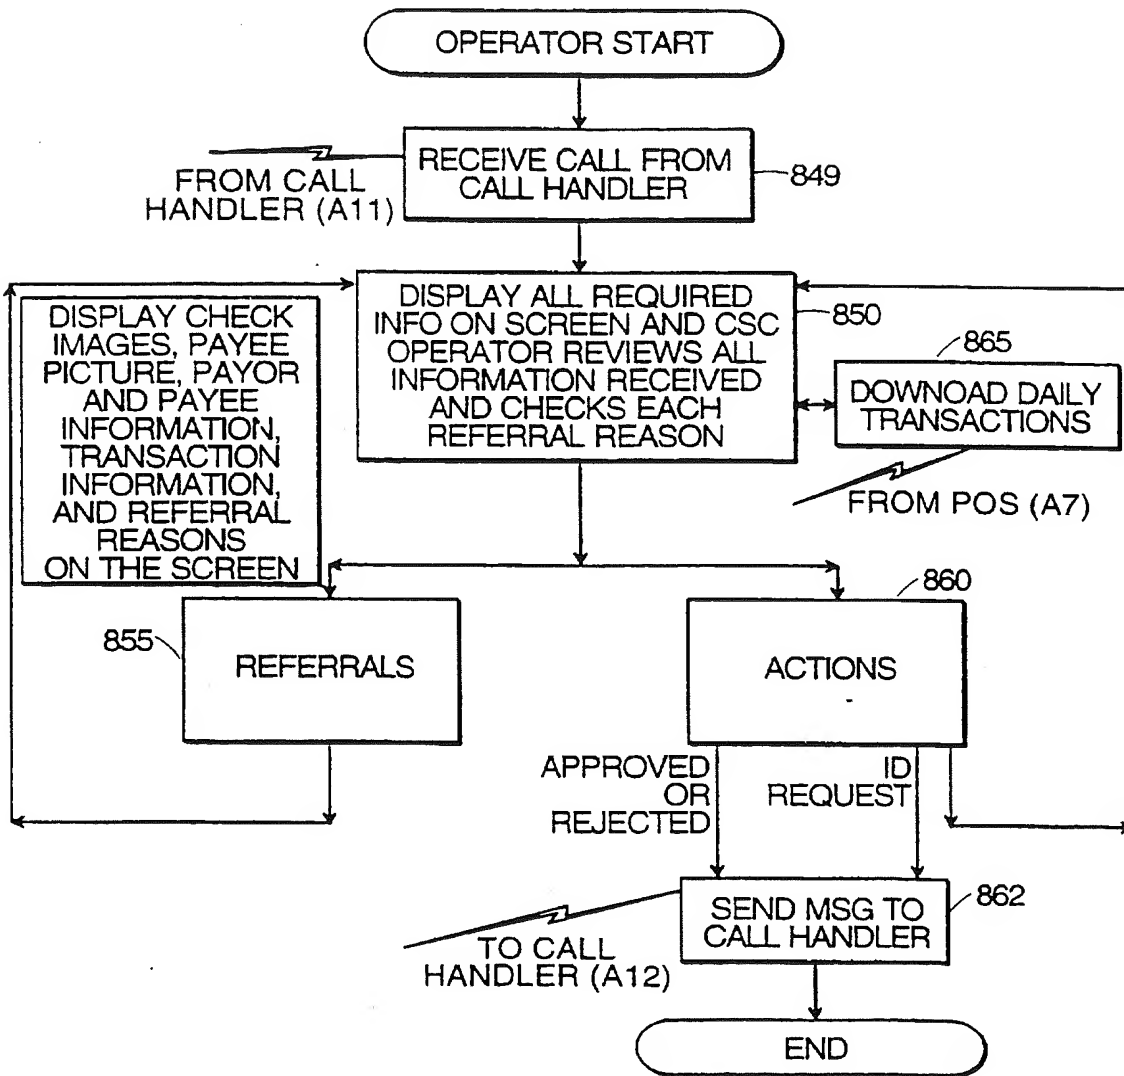 OPERATOR START
RECEIVE CALL FROM
CALL HANDLER
849
FROM CALL
HANDLER (A11)
DISPLAY ALL REQUIRED
INFO ON SCREEN AND CSC
OPERATOR REVIEWS ALL
INFORMATION RECEIVED
AND CHECKS EACH
REFERRAL REASON
850
DISPLAY CHECK
IMAGES, PAYEE
PICTURE, PAYOR
AND PAYEE
INFORMATION,
TRANSACTION
INFORMATION,
AND REFERRAL
REASONS
ON THE SCREEN
865
DOWNOAD DAILY
TRANSACTIONS
FROM POS (A7)
855
REFERRALS
860
ACTIONS
APPROVED
OR
REJECTED
ID
REQUEST
SEND MSG TO
CALL HANDLER
862
TO CALL
HANDLER (A12)
END